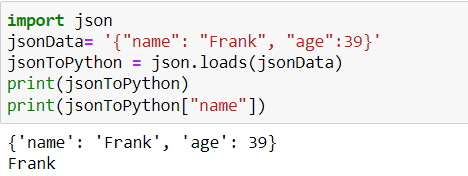 import json
jsonData= '{"name": "Frank", "age":39}'
jsonToPython = json.loads(jsonData)
print(jsonToPython)
print(jsonToPython["name"])
{'name': 'Frank', 'age': 39}
Frank